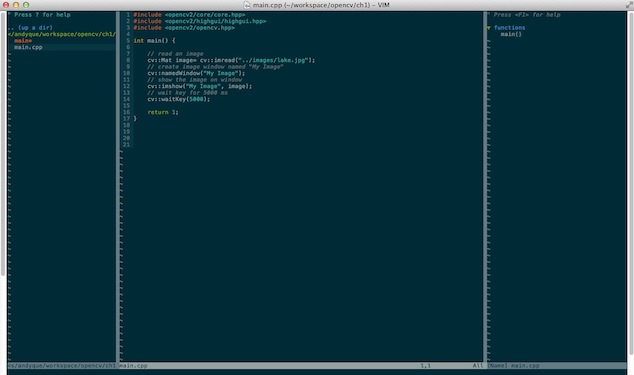 main.cpp (~/workspace/opencv/ch1) – VIM
" Press ? for help
.. (up a dir)
</andyque/workspace/opencv/ch1/
main*
main.cpp
1 #include <opencv2/core/core.hpp>
2 #include <opencv2/highgui/highgui.hpp>
3 #include <opencv2/opencv.hpp>
4
5 int main() {
6
7 // read an image
8 cv::Mat image= cv::imread("../images/lake.jpg");
9 // create image window named "My Image"
10 cv::namedWindow("My Image");
11 // show the image on window
12 cv::imshow("My Image", image);
13 // wait key for 5000 ms
14 cv::waitKey(5000);
15
16 return 1;
17 }
18
19
20
21
" Press <F1> for help
▼ functions
main()
<s/andyque/workspace/opencv/ch1 main.cpp 1,1 All [Name] main.cpp